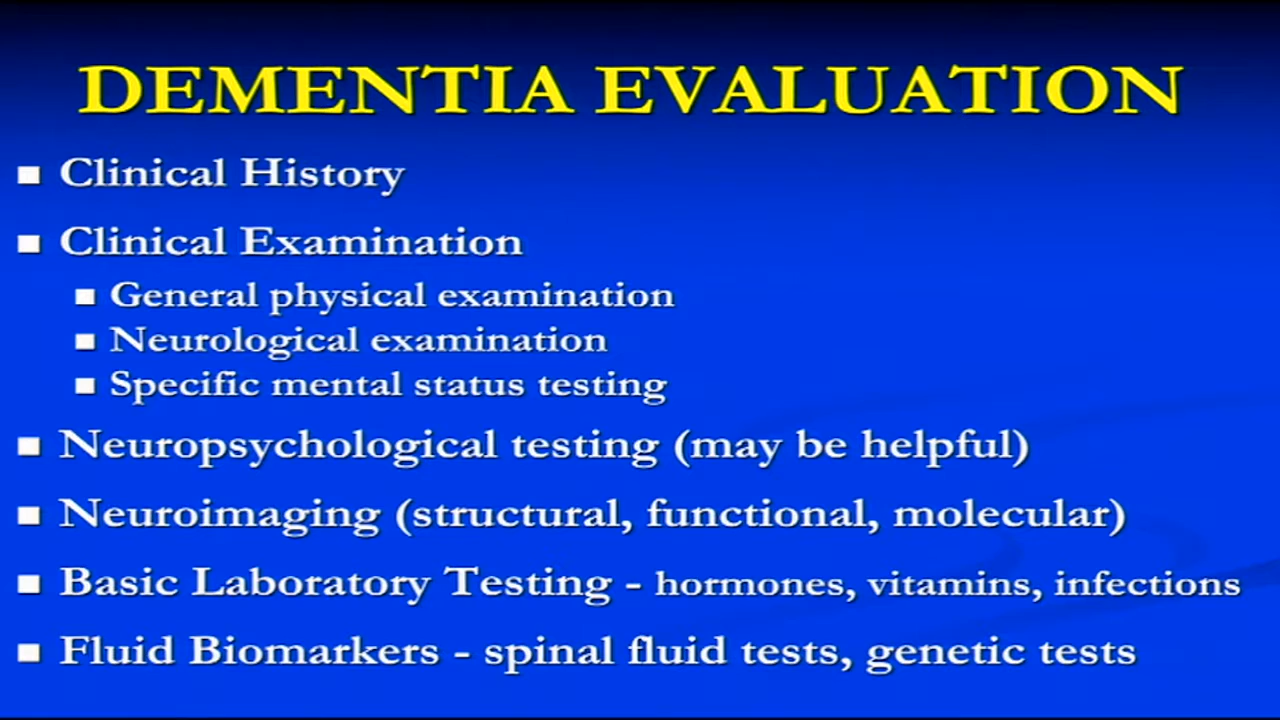 DEMENTIA EVALUATION
Clinical History
Clinical Examination
General physical examination
Neurological examination
Specific mental status testing
Neuropsychological testing (may be helpful)
Neuroimaging (structural, functional, molecular)
Basic Laboratory Testing - hormones, vitamins, infections
Fluid Biomarkers - spinal fluid tests, genetic tests